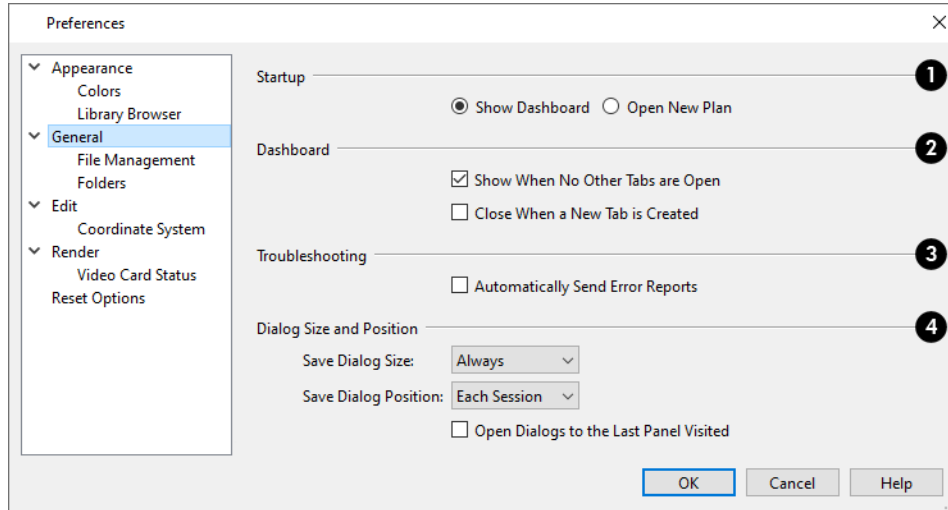 Preferences
Appearance
Colors
Library Browser
General
File Management
Folders
Edit
Coordinate System
Render
Video Card Status
Reset Options
Startup 1
Show Dashboard Open New Plan
Dashboard 2
Show When No Other Tabs are Open
Close When a New Tab is Created
Troubleshooting 3
Automatically Send Error Reports
Dialog Size and Position 4
Save Dialog Size: Always
Save Dialog Position: Each Session
Open Dialogs to the Last Panel Visited
OK Cancel Help